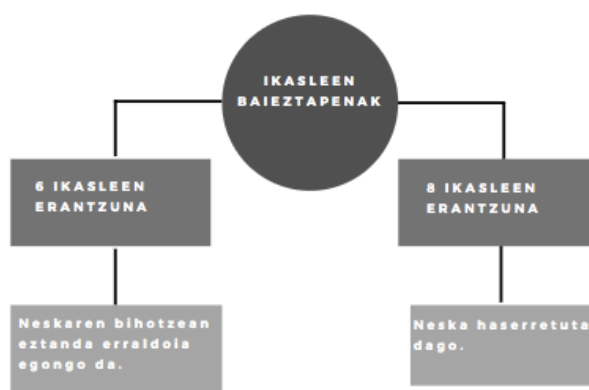 IKASLEEN
BAIEZTAPENAK
6 IKASLEEN
ERANTZUNA
8 IKASLEEN
ERANTZUNA
Neskaren bihotzean
eztanda erraldoia
egongo da.
Neska haserretuta
dago.